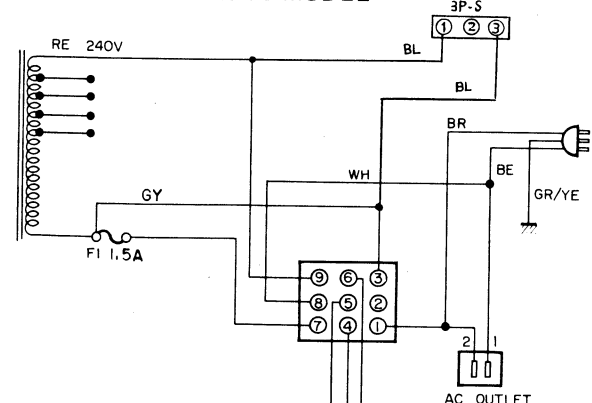 3P-S
1 2 3
RE 240V
BL
BL
BR
WH
BE
GY
GR/YE
F1 1.5A
9 6 3
8 5 2
7 4 1
2 1
AC OUTLET